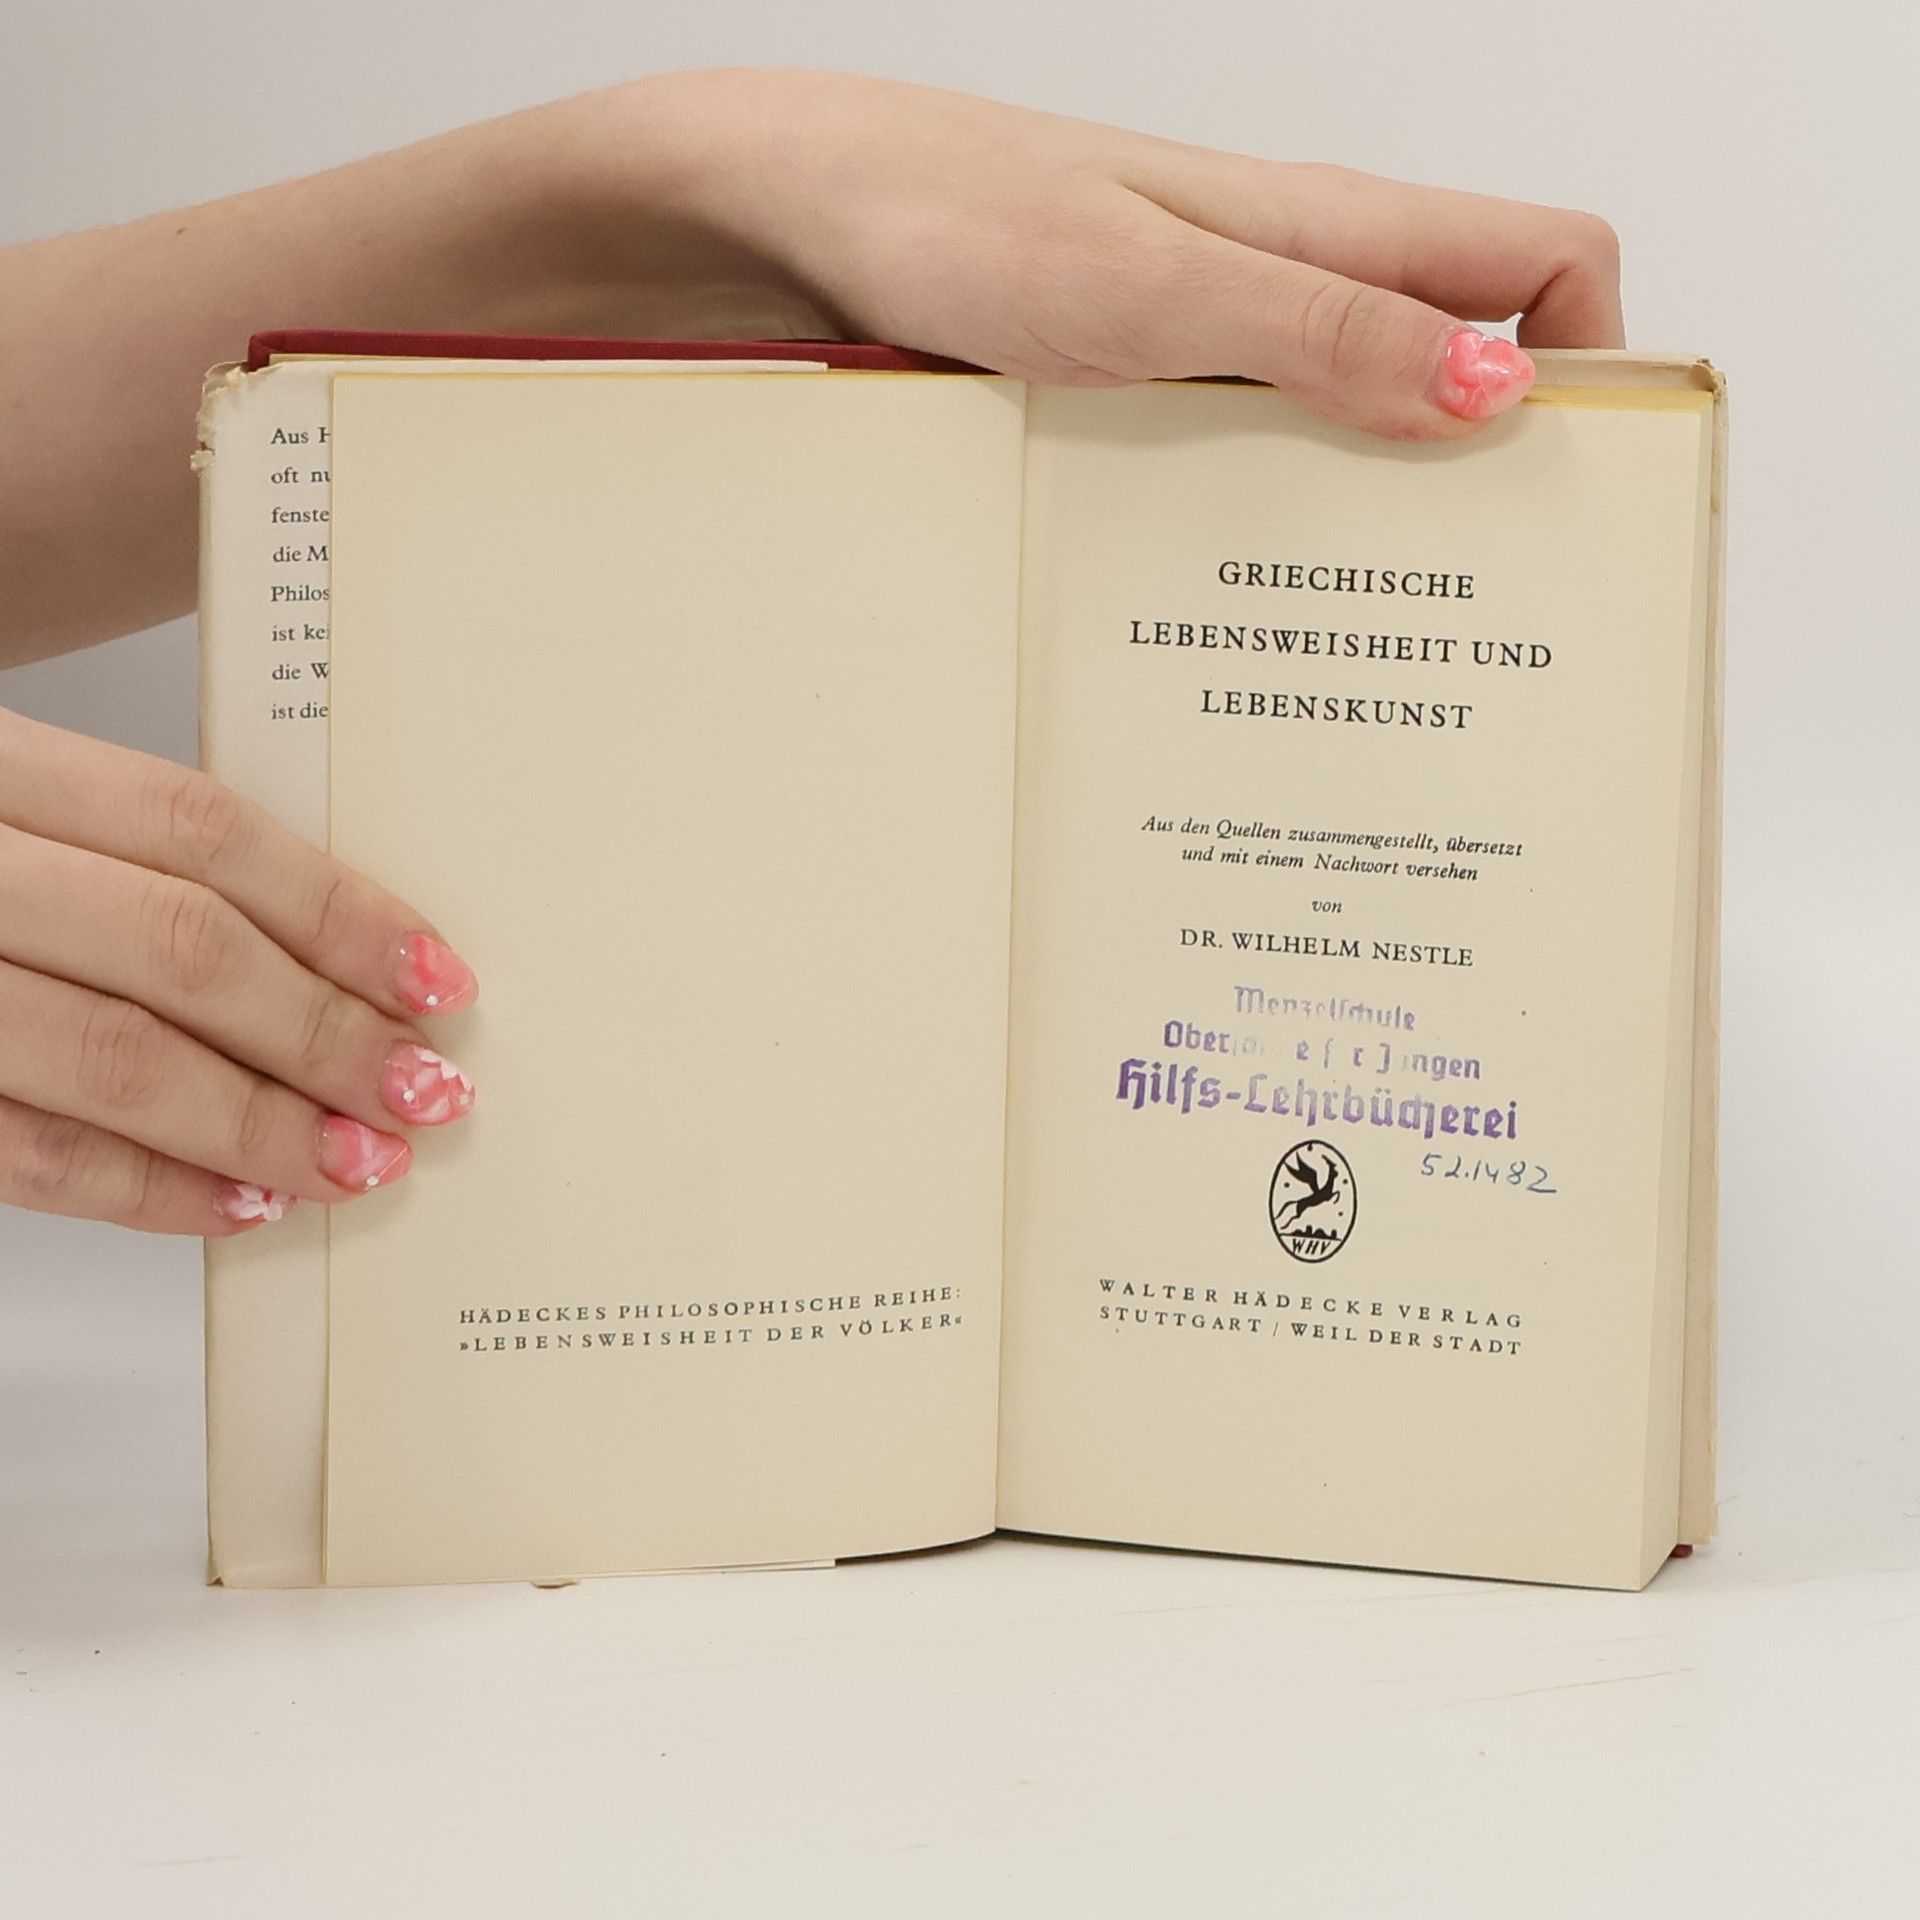 Aus
oft
fenste
die M
Philos
ist kei
die W
ist die
HÄDECKES PHILOSOPHISCHE REIHE:
»LEBENSWEISHEIT DER VÖLKER«
GRIECHISCHE
LEBENSWEISHEIT UND
LEBENSKUNST
Aus den Quellen zusammengestellt, übersetzt
und mit einem Nachwort versehen
von
DR. WILHELM NESTLE
Menzelschule
Hilfs-Lehrbücherei
52.1482
WHV
WALTER HÄDECKE VERLAG
STUTTGART / WEIL DER STADT